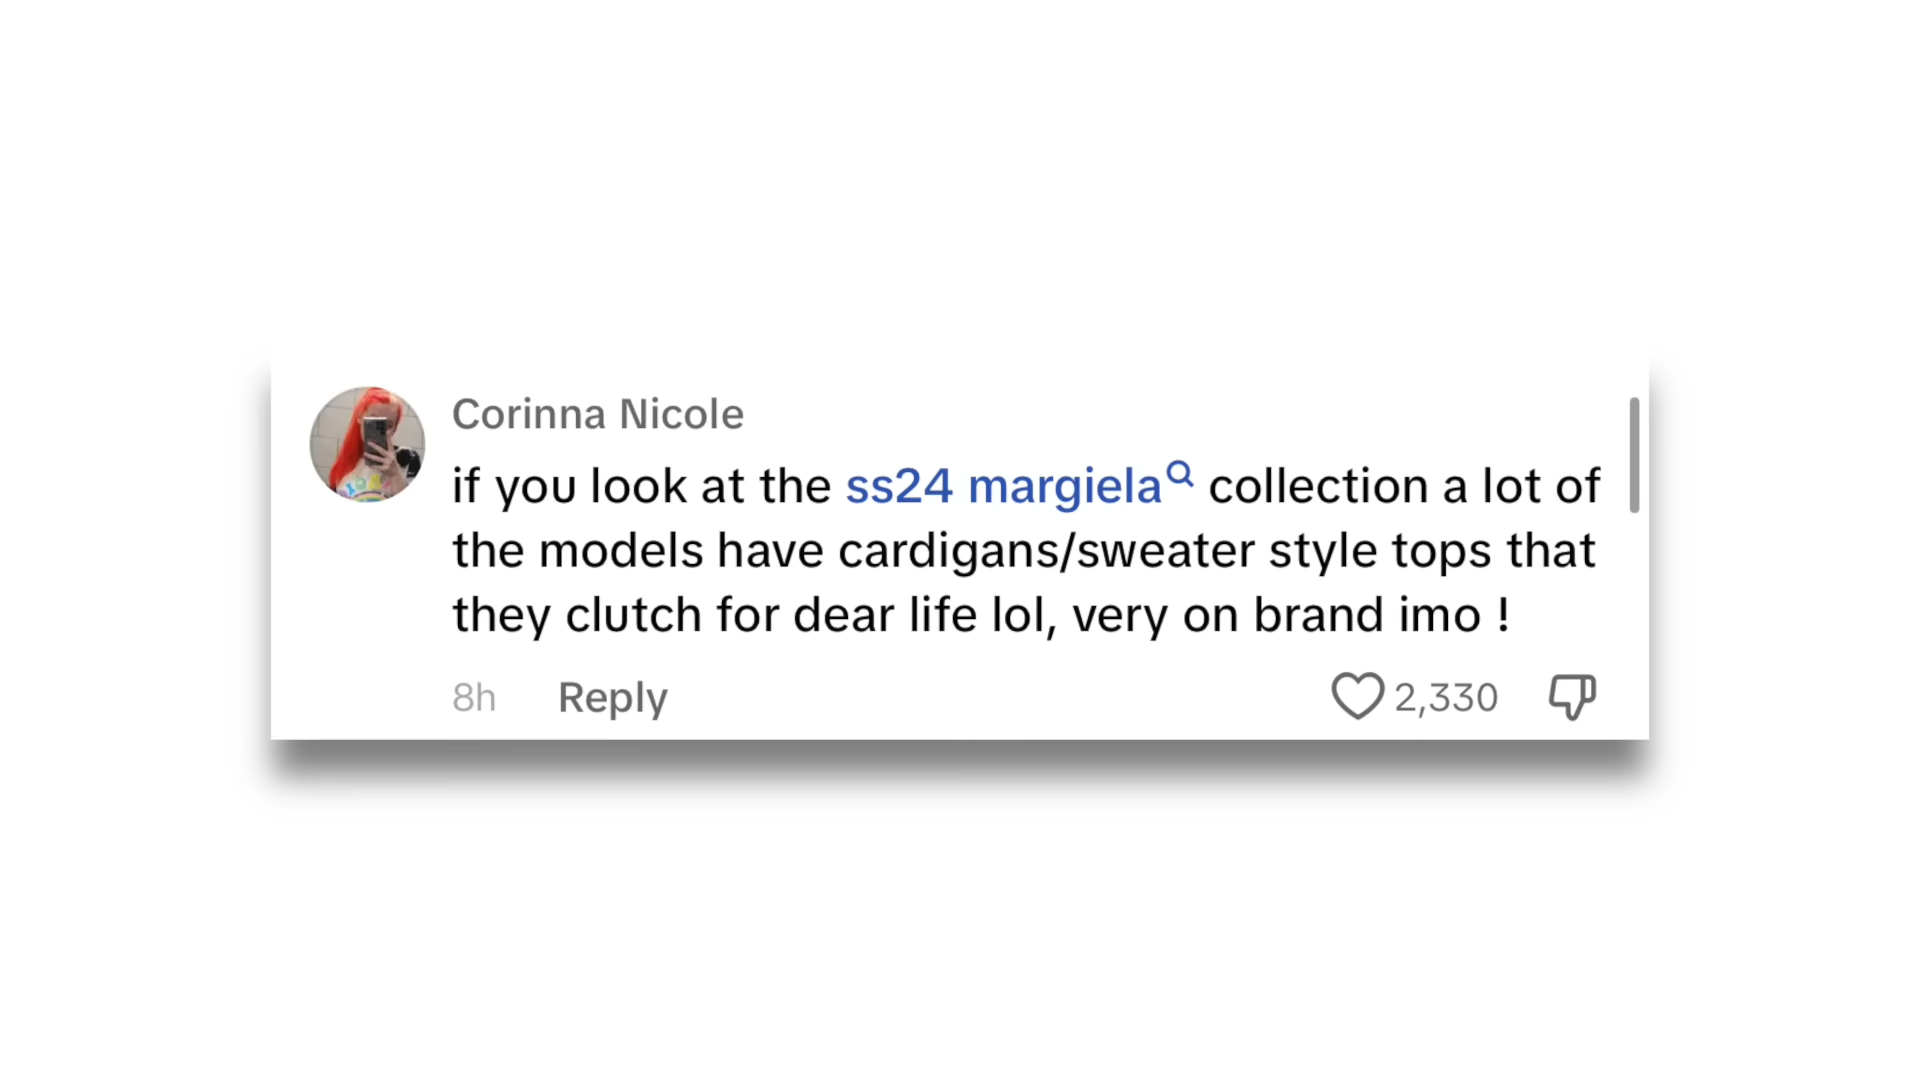 Corinna Nicole
if you look at the ss24 margiela collection a lot of
the models have cardigans/sweater style tops that
they clutch for dear life lol, very on brand imo !
8h Reply 2,330